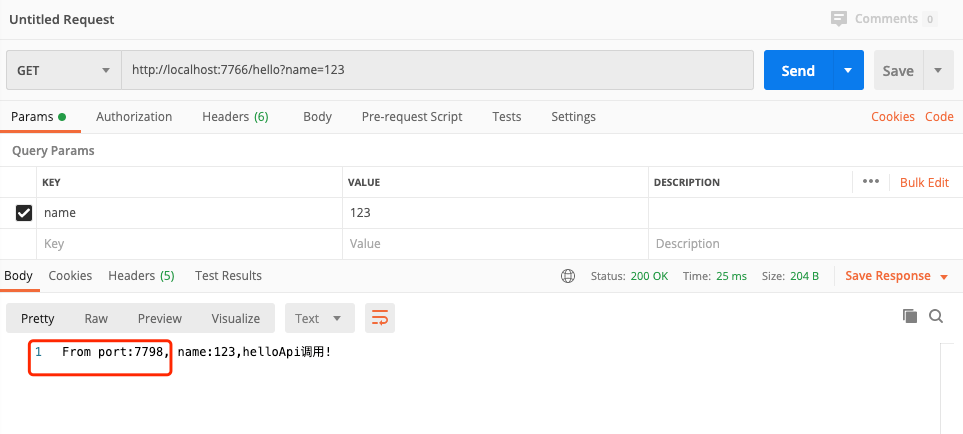 Untitled Request
Comments 0
GET http://localhost:7766/hello?name=123 Send Save
Params Authorization Headers (6) Body Pre-request Script Tests Settings Cookies Code
Query Params
KEY VALUE DESCRIPTION ••• Bulk Edit
name 123
Key Value Description
Body Cookies Headers (5) Test Results Status: 200 OK Time: 25 ms Size: 204 B Save Response
Pretty Raw Preview Visualize Text
1 From port:7798, name:123,helloApi调用!